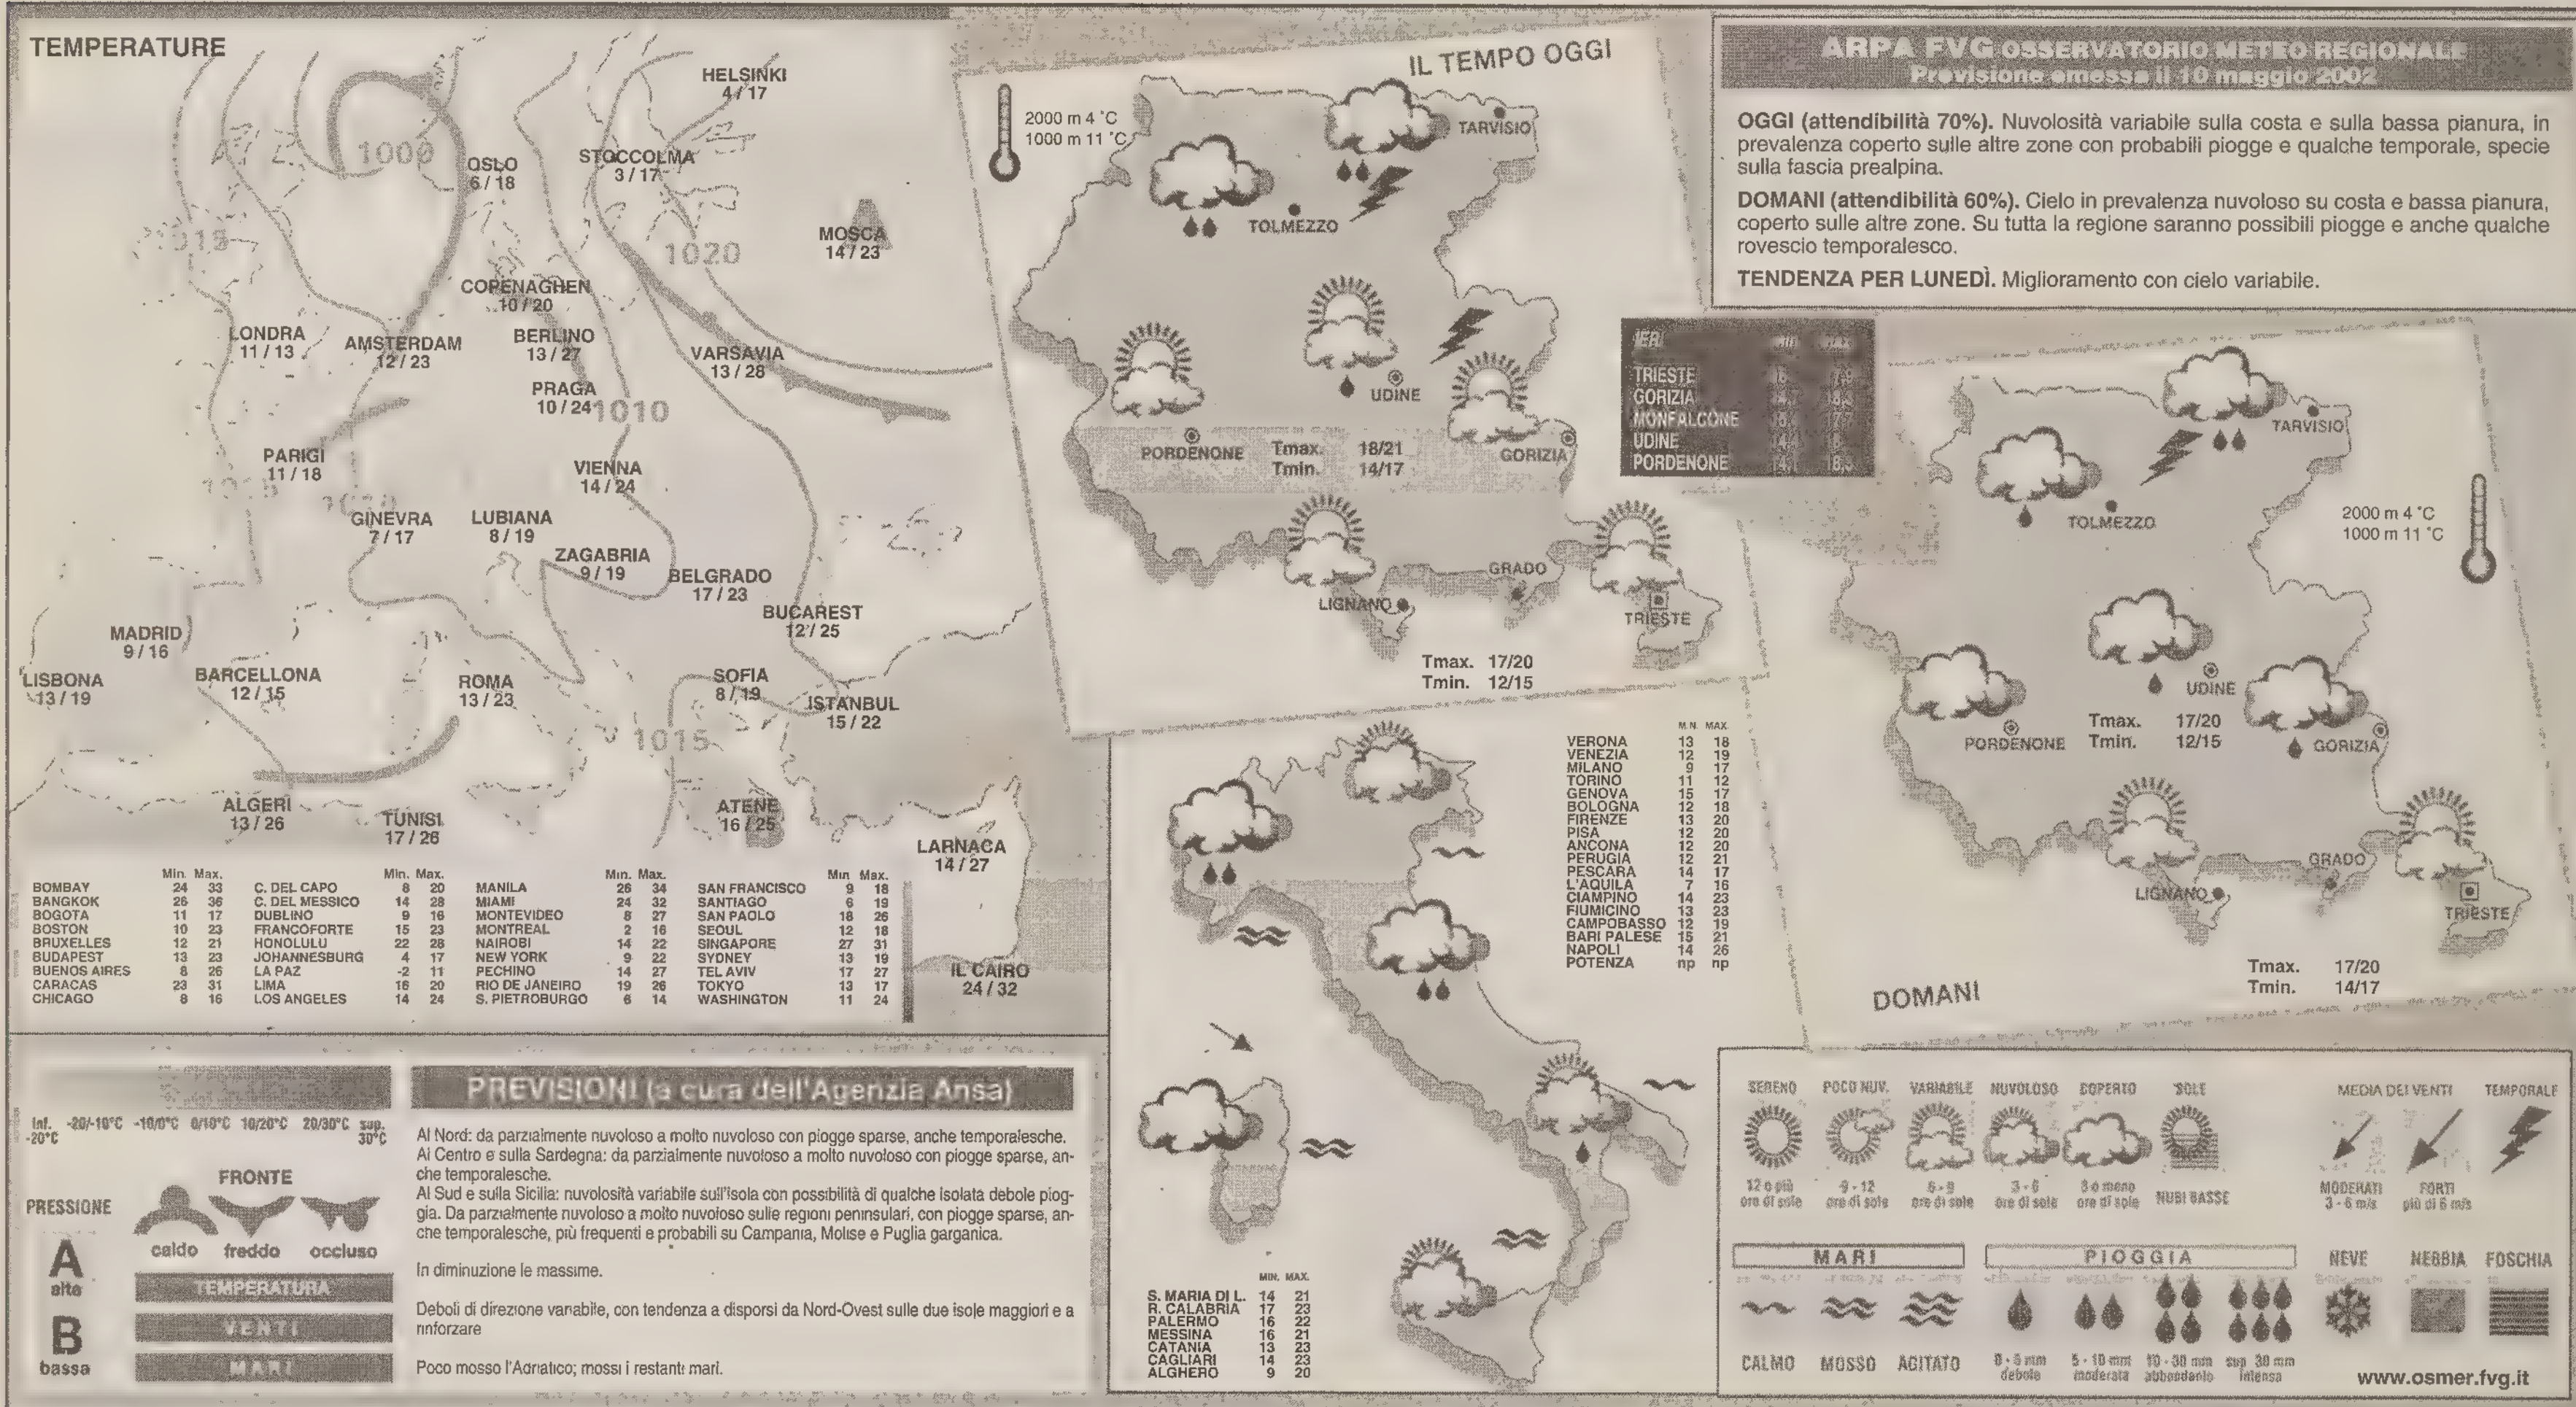 TEMPERATURE
HELSINKI
4 / 17
1000
OSLO
6 / 18
STOCCOLMA
3 / 17
A
MOSCA
14 / 23
1015
1020
COPENAGHEN
10 / 20
LONDRA
11 / 13
AMSTERDAM
12 / 23
BERLINO
13 / 27
VARSAVIA
13 / 28
PRAGA
10 / 24
1010
PARIGI
11 / 18
VIENNA
14 / 24
GINEVRA
7 / 17
LUBIANA
8 / 19
ZAGABRIA
9 / 19
BELGRADO
17 / 23
BUCAREST
12 / 25
MADRID
9 / 16
LISBONA
13 / 19
BARCELLONA
12 / 15
ROMA
13 / 23
SOFIA
8 / 19
ISTANBUL
15 / 22
1015
ALGERI
13 / 26
TUNISI
17 / 26
ATENE
16 / 25
B
LARNACA
14 / 27
IL CAIRO
24 / 32
Min. Max.
BOMBAY 24 33
BANGKOK 26 36
BOGOTA 11 17
BOSTON 10 23
BRUXELLES 12 21
BUDAPEST 13 23
BUENOS AIRES 8 26
CARACAS 23 31
CHICAGO 8 16
Min. Max.
C. DEL CAPO 8 20
C. DEL MESSICO 14 28
DUBLINO 9 16
FRANCOFORTE 15 23
HONOLULU 22 28
JOHANNESBURG 4 17
LA PAZ -2 11
LIMA 16 20
LOS ANGELES 14 24
Min. Max.
MANILA 26 34
MIAMI 24 32
MONTEVIDEO 8 27
MONTREAL 2 16
NAIROBI 14 22
NEW YORK 9 22
PECHINO 14 27
RIO DE JANEIRO 19 26
S. PIETROBURGO 6 14
Min Max.
SAN FRANCISCO 9 18
SANTIAGO 6 19
SAN PAOLO 18 26
SEOUL 12 18
SINGAPORE 27 31
SYDNEY 13 19
TEL AVIV 17 27
TOKYO 13 17
WASHINGTON 11 24
IL TEMPO OGGI
2000 m 4 °C
1000 m 11 °C
TARVISIO
TOLMEZZO
UDINE
PORDENONE
Tmax. 18/21
Tmin. 14/17
GORIZIA
GRADO
LIGNANO
TRIESTE
Tmax. 17/20
Tmin. 12/15
ARPA FVG OSSERVATORIO METEO REGIONALE
Previsione emessa il 10 maggio 2002
OGGI (attendibilità 70%). Nuvolosità variabile sulla costa e sulla bassa pianura, in
prevalenza coperto sulle altre zone con probabili piogge e qualche temporale, specie
sulla fascia prealpina.
DOMANI (attendibilità 60%). Cielo in prevalenza nuvoloso su costa e bassa pianura,
coperto sulle altre zone. Su tutta la regione saranno possibili piogge e anche qualche
rovescio temporalesco.
TENDENZA PER LUNEDÌ. Miglioramento con cielo variabile.
IERI MIN MAX
TRIESTE
GORIZIA
MONFALCONE
UDINE
PORDENONE
TARVISIO
TOLMEZZO
2000 m 4 °C
1000 m 11 °C
UDINE
PORDENONE
Tmax. 17/20
Tmin. 12/15
GORIZIA
GRADO
LIGNANO
TRIESTE
Tmax. 17/20
Tmin. 14/17
DOMANI
M.N. MAX.
VERONA 13 18
VENEZIA 12 19
MILANO 9 17
TORINO 11 12
GENOVA 15 17
BOLOGNA 12 18
FIRENZE 13 20
PISA 12 20
ANCONA 12 20
PERUGIA 12 21
PESCARA 14 17
L'AQUILA 7 16
CIAMPINO 14 23
FIUMICINO 13 23
CAMPOBASSO 12 19
BARI PALESE 15 21
NAPOLI 14 26
POTENZA np np
MIN. MAX.
S. MARIA DI L. 14 21
R. CALABRIA 17 23
PALERMO 16 22
MESSINA 16 21
CATANIA 13 23
CAGLIARI 14 23
ALGHERO 9 20
Inf. -20°C -20/-10°C -10/0°C 0/10°C 10/20°C 20/30°C sup. 30°C
FRONTE
PRESSIONE
caldo freddo occluso
A
alta
B
bassa
TEMPERATURA
VENTI
MARI
PREVISIONI (a cura dell'Agenzia Ansa)
Al Nord: da parzialmente nuvoloso a molto nuvoloso con piogge sparse, anche temporalesche.
Al Centro e sulla Sardegna: da parzialmente nuvoloso a molto nuvoloso con piogge sparse, an-
che temporalesche.
Al Sud e sulla Sicilia: nuvolosità variabile sull'isola con possibilità di qualche isolata debole piog-
gia. Da parzialmente nuvoloso a molto nuvoloso sulle regioni peninsulari, con piogge sparse, an-
che temporalesche, più frequenti e probabili su Campania, Molise e Puglia garganica.
In diminuzione le massime.
Deboli di direzione variabile, con tendenza a disporsi da Nord-Ovest sulle due isole maggiori e a
rinforzare
Poco mosso l'Adriatico; mossi i restanti mari.
SERENO POCO NUV. VARIABILE NUVOLOSO COPERTO SOLE MEDIA DEI VENTI TEMPORALE
12 o più
ore di sole
9 - 12
ore di sole
6 - 9
ore di sole
3 - 6
ore di sole
3 o meno
ore di sole
NUBI BASSE
MODERATI
3 - 6 m/s
FORTI
più di 6 m/s
MARI PIOGGIA NEVE NEBBIA FOSCHIA
CALMO MOSSO AGITATO
0 - 5 mm
debole
5 - 10 mm
moderata
10 - 30 mm
abbondante
sup 30 mm
intensa
www.osmer.fvg.it